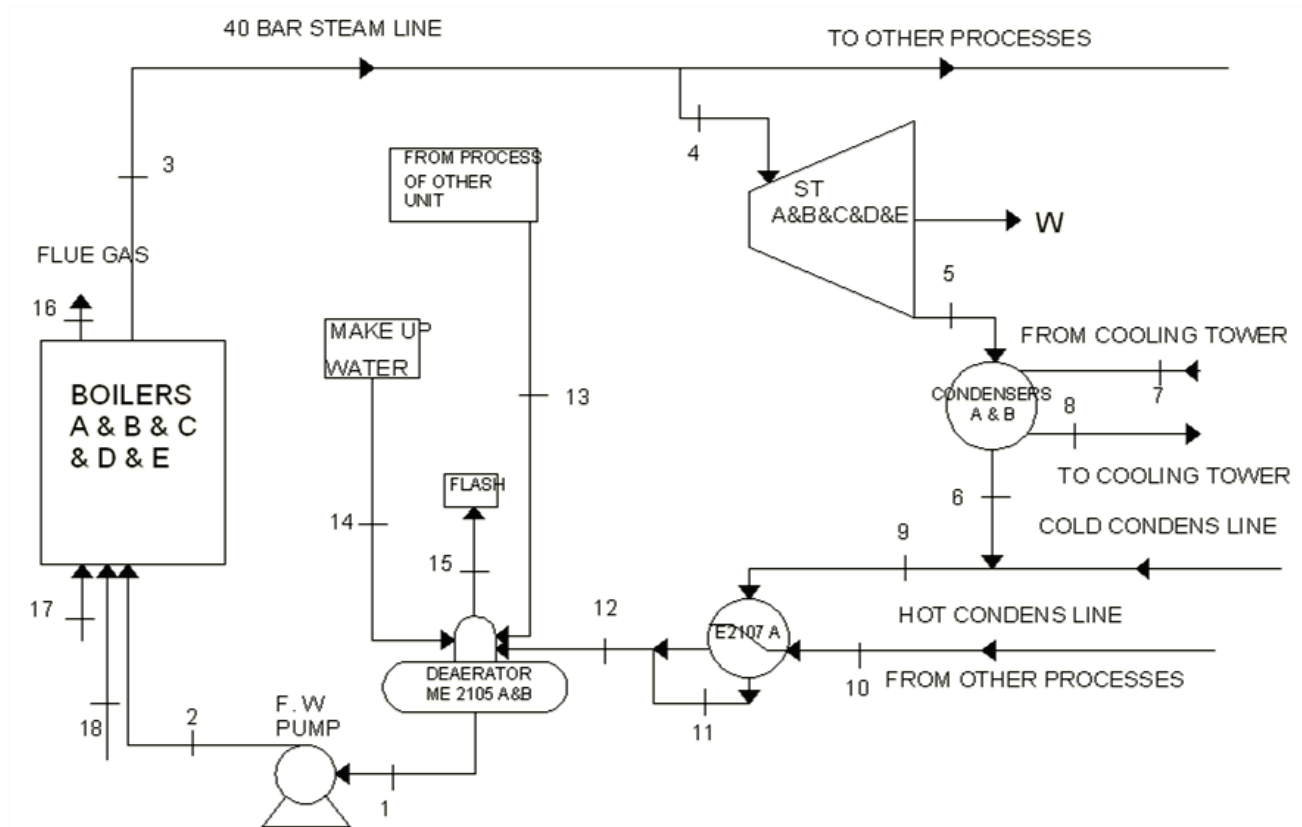 40 BAR STEAM LINE
TO OTHER PROCESSES
3
4
FROM PROCESS
OF OTHER
UNIT
ST
A&B&C&D&E
W
FLUE GAS
16
5
MAKE UP
WATER
FROM COOLING TOWER
7
BOILERS
A & B & C
& D & E
13
CONDENSERS
A & B
8
TO COOLING TOWER
FLASH
6
14
COLD CONDENS LINE
15
9
12
HOT CONDENS LINE
17
E2107 A
10
FROM OTHER PROCESSES
DEAERATOR
ME 2105 A&B
18
2
F. W
PUMP
11
1